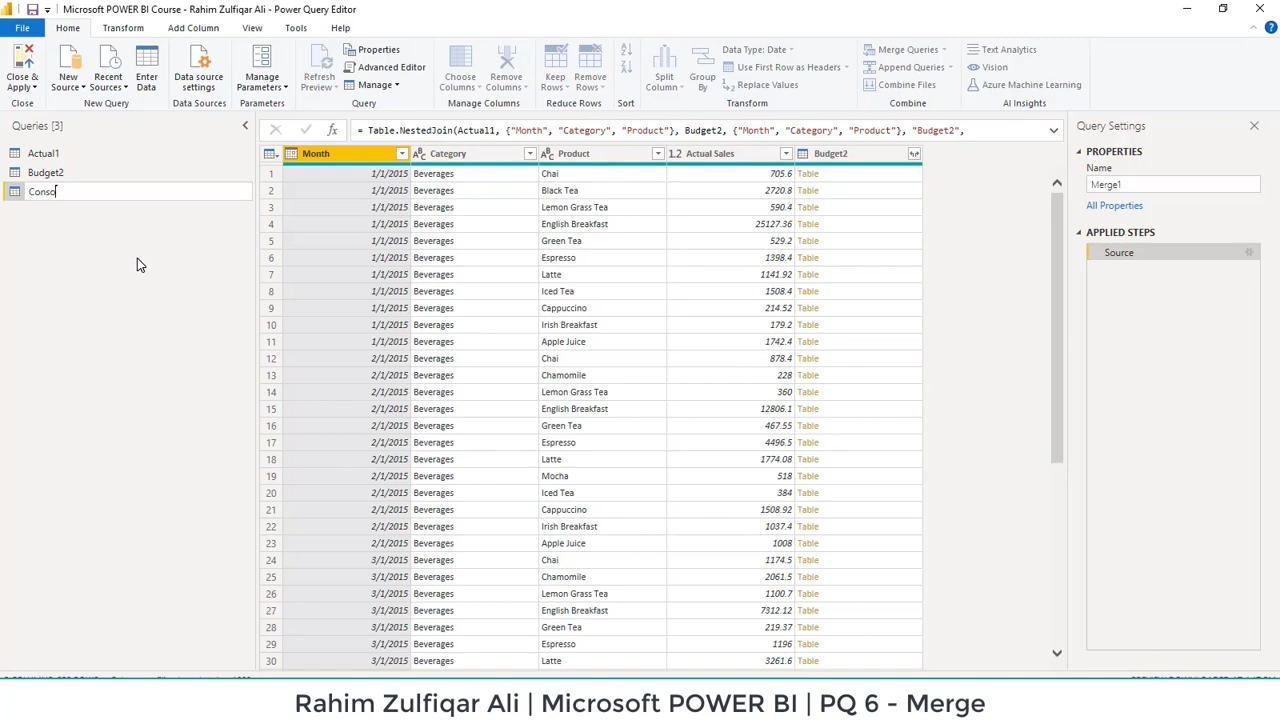 Microsoft POWER BI Course - Rahim Zulfiqar Ali - Power Query Editor
File Home Transform Add Column View Tools Help
Close & Apply
New Source
Recent Sources
Enter Data
Data source settings
Manage Parameters
Refresh Preview
Properties
Advanced Editor
Manage
Choose Columns
Remove Columns
Keep Rows
Remove Rows
Split Column
Group By
Data Type: Date
Use First Row as Headers
Replace Values
Merge Queries
Append Queries
Combine Files
Text Analytics
Vision
Azure Machine Learning
Close New Query Data Sources Parameters Query Manage Columns Reduce Rows Sort Transform Combine AI Insights
Queries [3]
Actual1
Budget2
Conso
= Table.NestedJoin(Actual1, {"Month", "Category", "Product"}, Budget2, {"Month", "Category", "Product"}, "Budget2",
Month Category Product 1.2 Actual Sales Budget2
1 1/1/2015 Beverages Chai 705.6 Table
2 1/1/2015 Beverages Black Tea 2720.8 Table
3 1/1/2015 Beverages Lemon Grass Tea 590.4 Table
4 1/1/2015 Beverages English Breakfast 25127.36 Table
5 1/1/2015 Beverages Green Tea 529.2 Table
6 1/1/2015 Beverages Espresso 1398.4 Table
7 1/1/2015 Beverages Latte 1141.92 Table
8 1/1/2015 Beverages Iced Tea 1508.4 Table
9 1/1/2015 Beverages Cappuccino 214.52 Table
10 1/1/2015 Beverages Irish Breakfast 179.2 Table
11 1/1/2015 Beverages Apple Juice 1742.4 Table
12 2/1/2015 Beverages Chai 878.4 Table
13 2/1/2015 Beverages Chamomile 228 Table
14 2/1/2015 Beverages Lemon Grass Tea 360 Table
15 2/1/2015 Beverages English Breakfast 12806.1 Table
16 2/1/2015 Beverages Green Tea 467.55 Table
17 2/1/2015 Beverages Espresso 4496.5 Table
18 2/1/2015 Beverages Latte 1774.08 Table
19 2/1/2015 Beverages Mocha 518 Table
20 2/1/2015 Beverages Iced Tea 384 Table
21 2/1/2015 Beverages Cappuccino 1508.92 Table
22 2/1/2015 Beverages Irish Breakfast 1037.4 Table
23 2/1/2015 Beverages Apple Juice 1008 Table
24 3/1/2015 Beverages Chai 1174.5 Table
25 3/1/2015 Beverages Chamomile 2061.5 Table
26 3/1/2015 Beverages Lemon Grass Tea 1100.7 Table
27 3/1/2015 Beverages English Breakfast 7312.12 Table
28 3/1/2015 Beverages Green Tea 219.37 Table
29 3/1/2015 Beverages Espresso 1196 Table
30 3/1/2015 Beverages Latte 3261.6 Table
Query Settings
PROPERTIES
Name
Merge1
All Properties
APPLIED STEPS
Source
Rahim Zulfiqar Ali | Microsoft POWER BI | PQ 6 - Merge